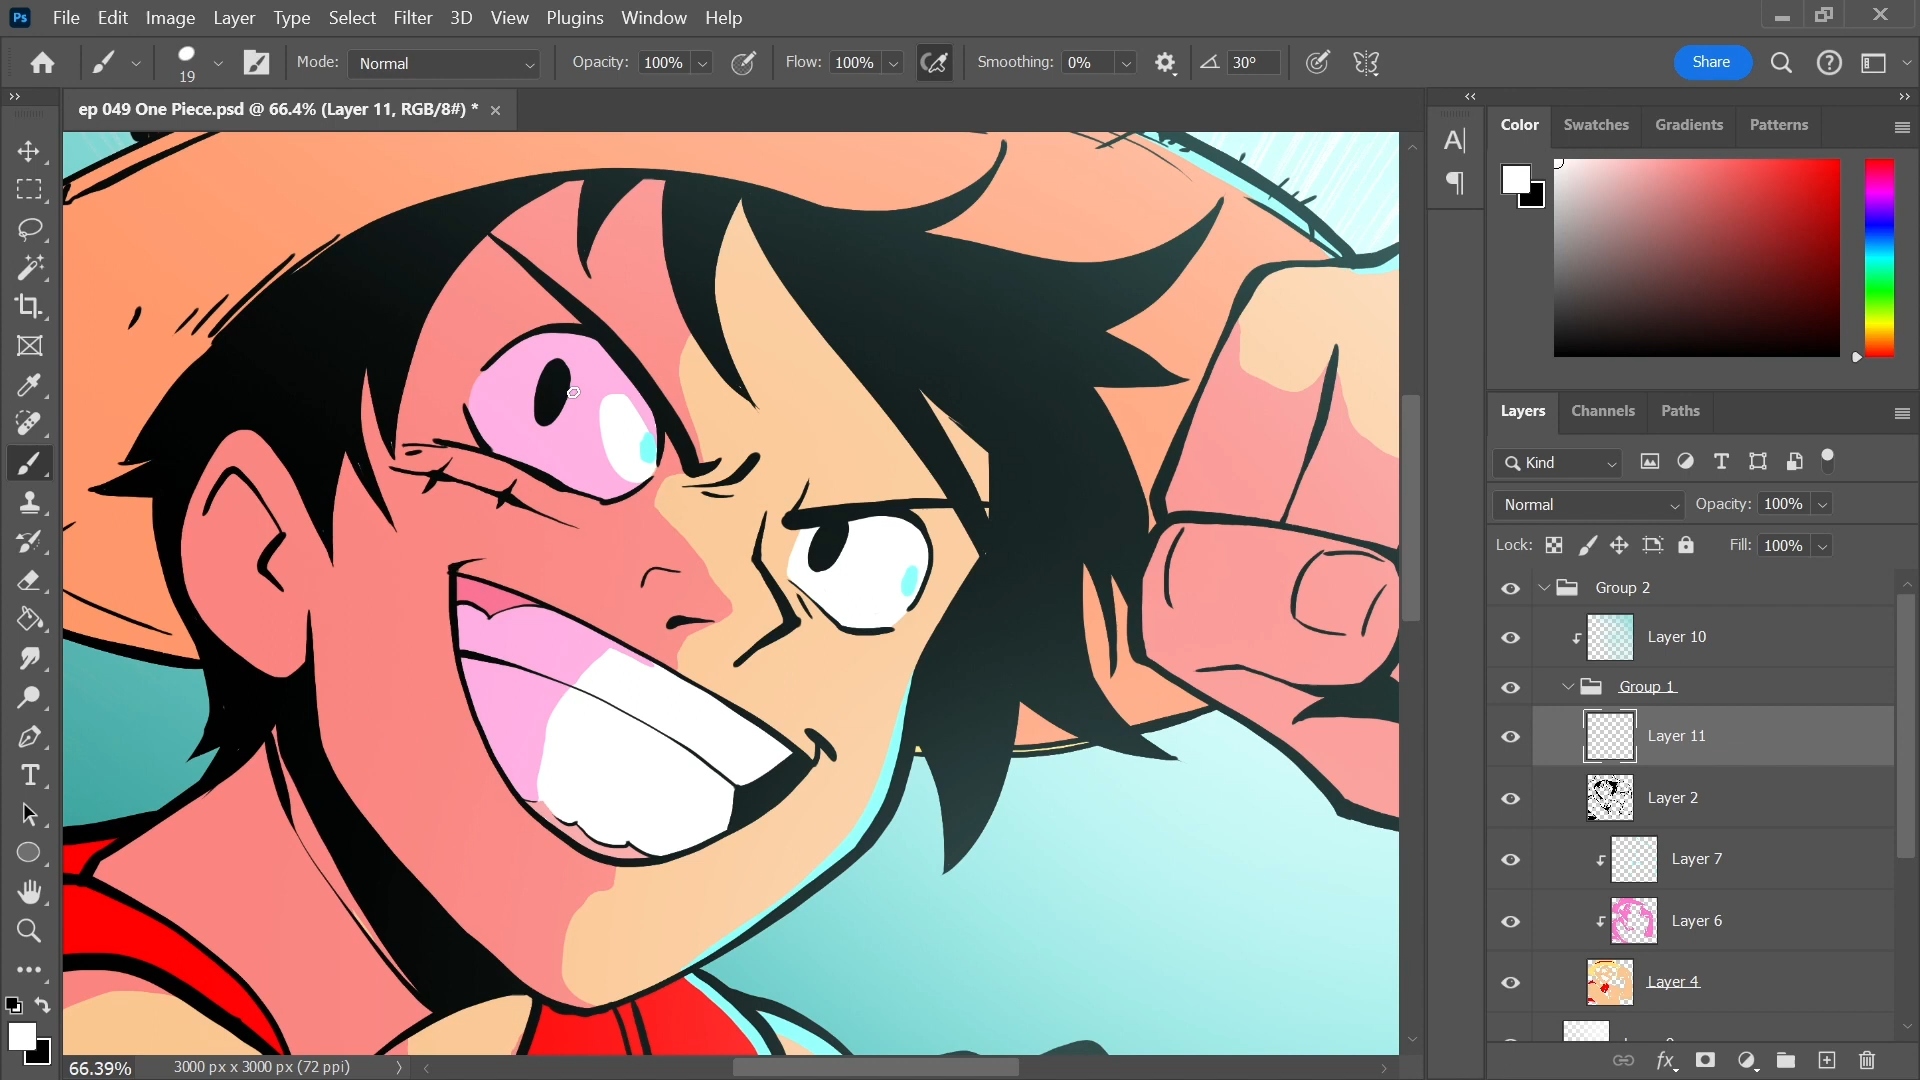 Ps File Edit Image Layer Type Select Filter 3D View Plugins Window Help
19 Mode: Normal Opacity: 100% Flow: 100% Smoothing: 0% 30° Share
ep 049 One Piece.psd @ 66.4% (Layer 11, RGB/8#) *
Color Swatches Gradients Patterns
Layers Channels Paths
Kind
Normal Opacity: 100%
Lock: Fill: 100%
Group 2
Layer 10
Group 1
Layer 11
Layer 2
Layer 7
Layer 6
Layer 4
66.39% 3000 px x 3000 px (72 ppi)